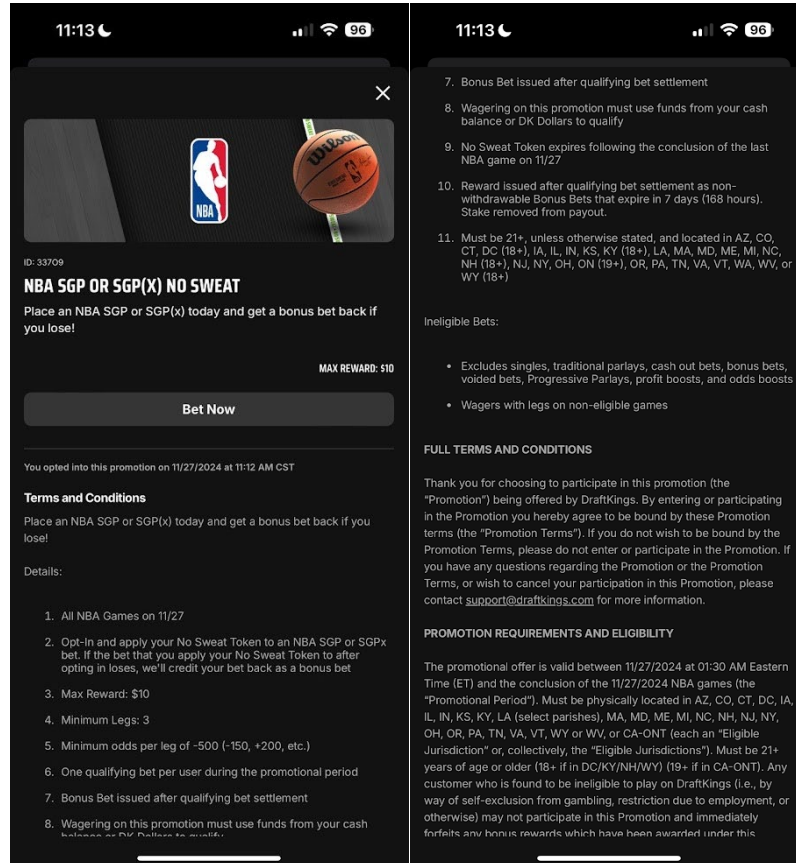 11:13
96
NBA
Wilson
ID: 33709
NBA SGP OR SGP(X) NO SWEAT
Place an NBA SGP or SGP(x) today and get a bonus bet back if
you lose!
MAX REWARD: $10
Bet Now
You opted into this promotion on 11/27/2024 at 11:12 AM CST
Terms and Conditions
Place an NBA SGP or SGP(x) today and get a bonus bet back if you
lose!
Details:
1. All NBA Games on 11/27
2. Opt-In and apply your No Sweat Token to an NBA SGP or SGPx
bet. If the bet that you apply your No Sweat Token to after
opting in loses, we'll credit your bet back as a bonus bet
3. Max Reward: $10
4. Minimum Legs: 3
5. Minimum odds per leg of -500 (-150, +200, etc.)
6. One qualifying bet per user during the promotional period
7. Bonus Bet issued after qualifying bet settlement
8. Wagering on this promotion must use funds from your cash
balance or DK Dollars to qualify
11:13
96
7. Bonus Bet issued after qualifying bet settlement
8. Wagering on this promotion must use funds from your cash
balance or DK Dollars to qualify
9. No Sweat Token expires following the conclusion of the last
NBA game on 11/27
10. Reward issued after qualifying bet settlement as non-
withdrawable Bonus Bets that expire in 7 days (168 hours).
Stake removed from payout.
11. Must be 21+, unless otherwise stated, and located in AZ, CO,
CT, DC (18+), IA, IL, IN, KS, KY (18+), LA, MA, MD, ME, MI, NC,
NH (18+), NJ, NY, OH, ON (19+), OR, PA, TN, VA, VT, WA, WV, or
WY (18+)
Ineligible Bets:
• Excludes singles, traditional parlays, cash out bets, bonus bets,
voided bets, Progressive Parlays, profit boosts, and odds boosts
• Wagers with legs on non-eligible games
FULL TERMS AND CONDITIONS
Thank you for choosing to participate in this promotion (the
“Promotion”) being offered by DraftKings. By entering or participating
in the Promotion you hereby agree to be bound by these Promotion
terms (the “Promotion Terms”). If you do not wish to be bound by the
Promotion Terms, please do not enter or participate in the Promotion. If
you have any questions regarding the Promotion or the Promotion
Terms, or wish to cancel your participation in this Promotion, please
contact support@draftkings.com for more information.
PROMOTION REQUIREMENTS AND ELIGIBILITY
The promotional offer is valid between 11/27/2024 at 01:30 AM Eastern
Time (ET) and the conclusion of the 11/27/2024 NBA games (the
“Promotional Period”). Must be physically located in AZ, CO, CT, DC, IA,
IL, IN, KS, KY, LA (select parishes), MA, MD, ME, MI, NC, NH, NJ, NY,
OH, OR, PA, TN, VA, VT, WY or WV, or CA-ONT (each an “Eligible
Jurisdiction” or, collectively, the “Eligible Jurisdictions”). Must be 21+
years of age or older (18+ if in DC/KY/NH/WY) (19+ if in CA-ONT). Any
customer who is found to be ineligible to play on DraftKings (i.e., by
way of self-exclusion from gambling, restriction due to employment, or
otherwise) may not participate in this Promotion and immediately
forfeits any bonus rewards which have been awarded under this